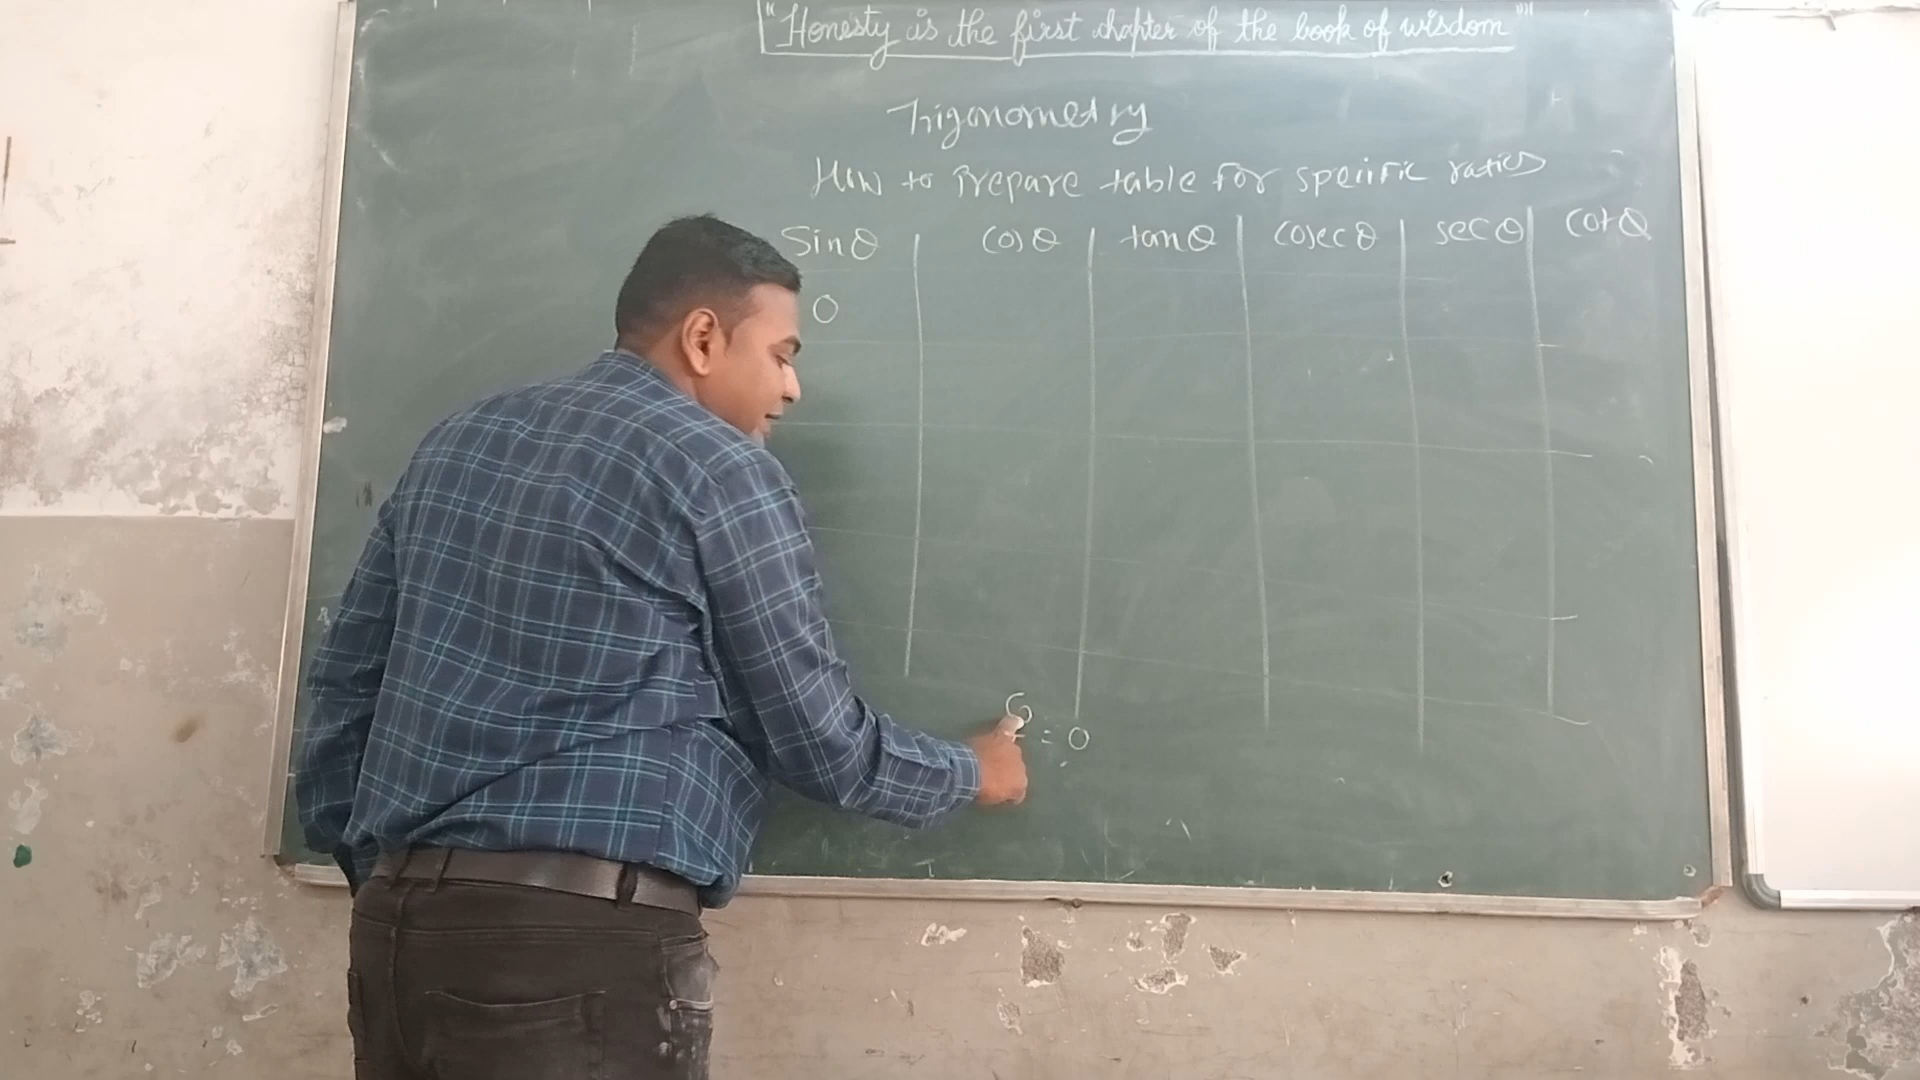 "Honesty is the first chapter of the book of wisdom"
Trigonometry
How to Prepare table for specific ratios
Sinθ cosθ tanθ cosecθ secθ cotθ
0
= 0